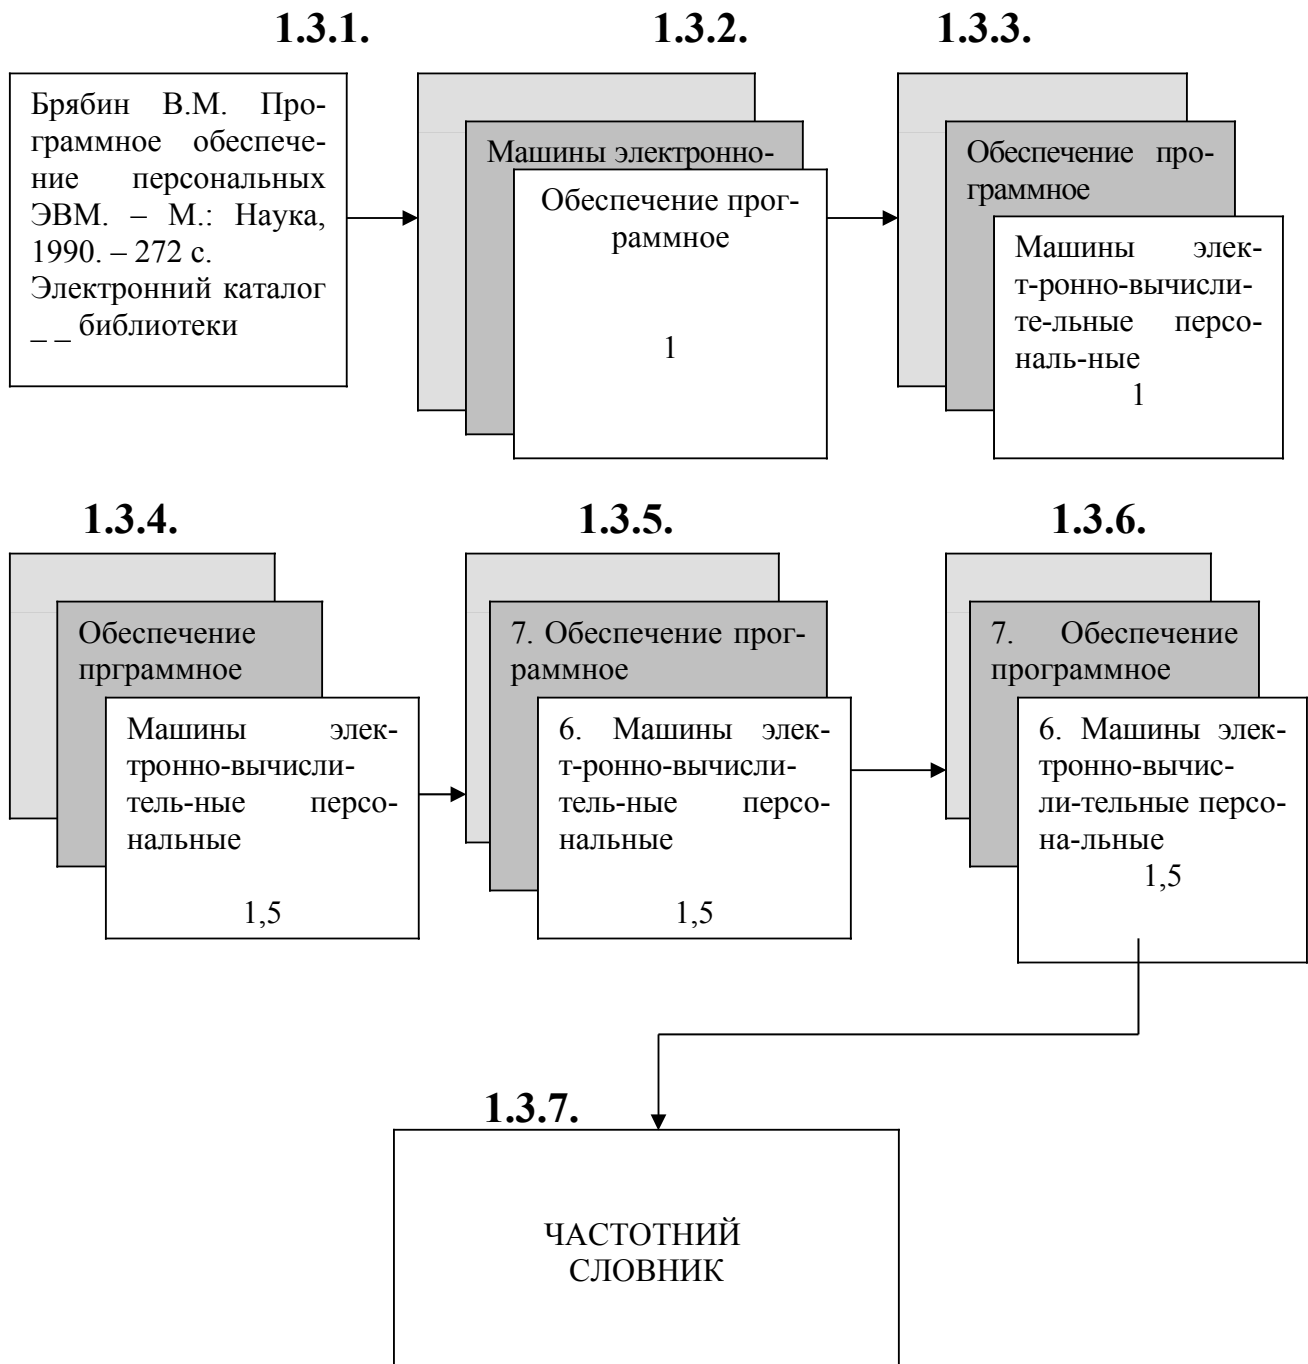 1.3.1.
1.3.2.
1.3.3.
Брябин В.М. Про-
граммное обеспече-
ние персональных
ЭВМ. – М.: Наука,
1990. – 272 с.
Электронний каталог
_ _ библиотеки
Машины электронно-
Обеспечение прог-
раммное
1
Обеспечение про-
граммное
Машины элек-
т-ронно-вычисли-
те-льные персо-
наль-ные
1
1.3.4.
1.3.5.
1.3.6.
Обеспечение
прграммное
Машины элек-
тронно-вычисли-
тель-ные персо-
нальные
1,5
7. Обеспечение прог-
раммное
6. Машины элек-
т-ронно-вычисли-
тель-ные персо-
нальные
1,5
7. Обеспечение
программное
6. Машины элек-
тронно-вычис-
ли-тельные персо-
на-льные
1,5
1.3.7.
ЧАСТОТНИЙ
СЛОВНИК